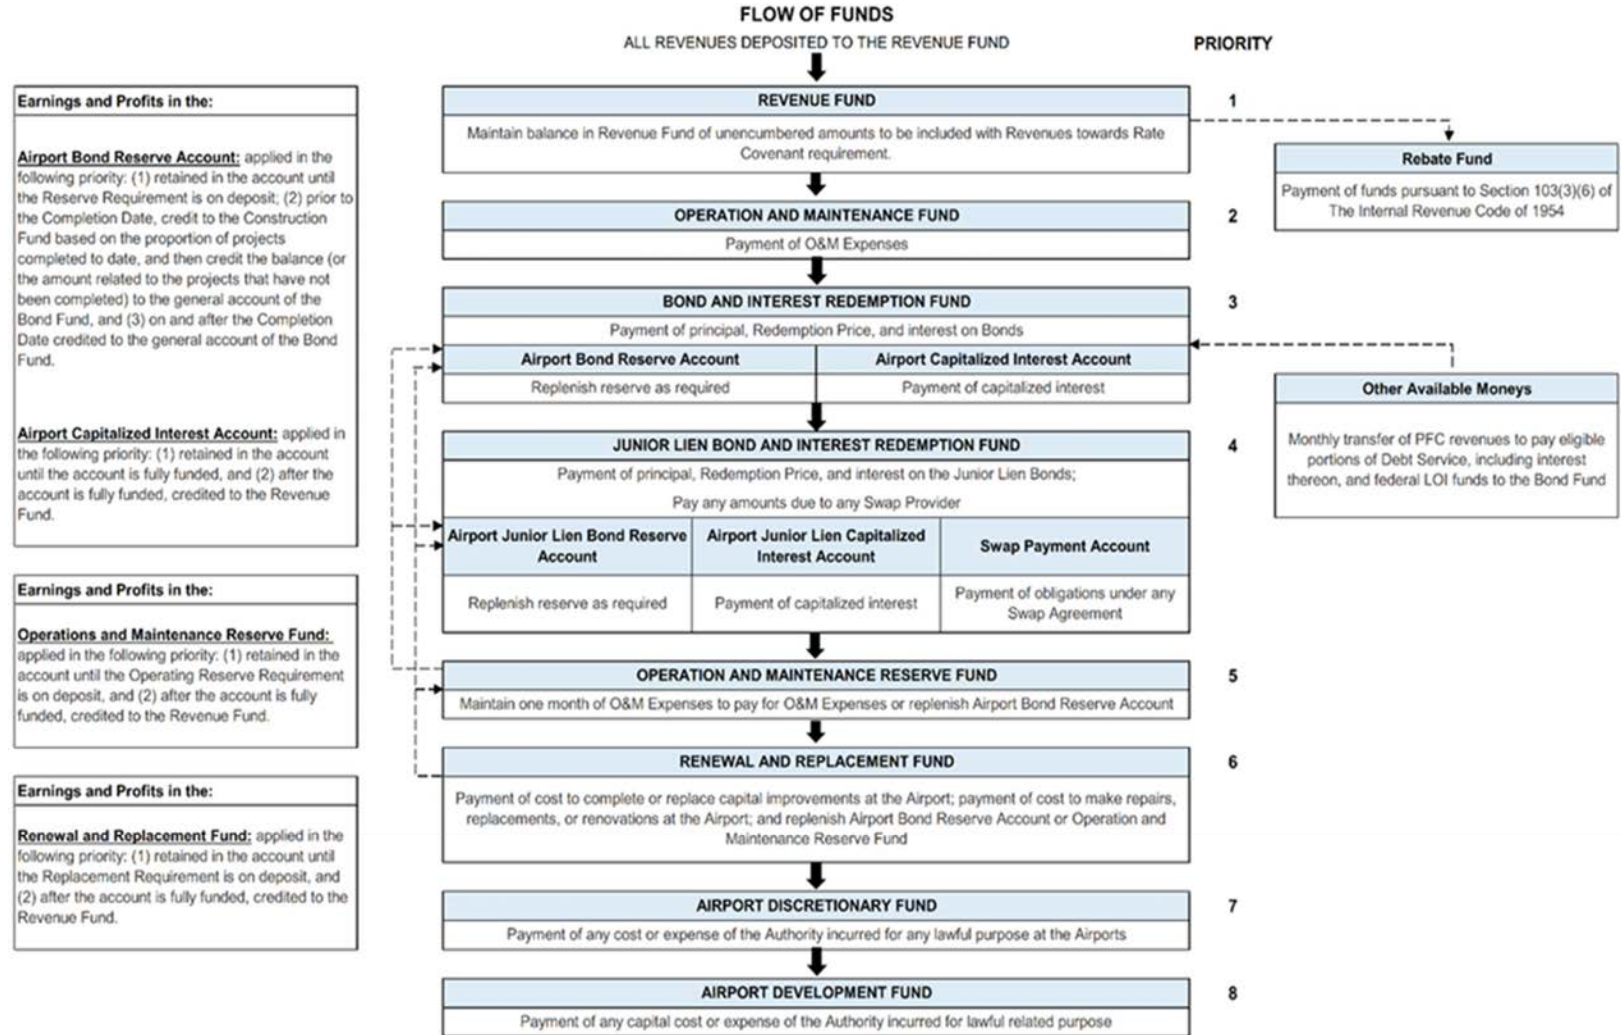 FLOW OF FUNDS
ALL REVENUES DEPOSITED TO THE REVENUE FUND
PRIORITY
Earnings and Profits in the:
Airport Bond Reserve Account: applied in the
following priority: (1) retained in the account until
the Reserve Requirement is on deposit; (2) prior to
the Completion Date, credit to the Construction
Fund based on the proportion of projects
completed to date, and then credit the balance (or
the amount related to the projects that have not
been completed) to the general account of the
Bond Fund, and (3) on and after the Completion
Date credited to the general account of the Bond
Fund.
Airport Capitalized Interest Account: applied in
the following priority: (1) retained in the account
until the account is fully funded, and (2) after the
account is fully funded, credited to the Revenue
Fund.
Earnings and Profits in the:
Operations and Maintenance Reserve Fund:
applied in the following priority: (1) retained in the
account until the Operating Reserve Requirement
is on deposit, and (2) after the account is fully
funded, credited to the Revenue Fund.
Earnings and Profits in the:
Renewal and Replacement Fund: applied in the
following priority: (1) retained in the account until
the Replacement Requirement is on deposit, and
(2) after the account is fully funded, credited to the
Revenue Fund.
REVENUE FUND
1
Maintain balance in Revenue Fund of unencumbered amounts to be included with Revenues towards Rate
Covenant requirement.
OPERATION AND MAINTENANCE FUND
2
Payment of O&M Expenses
BOND AND INTEREST REDEMPTION FUND
3
Payment of principal, Redemption Price, and interest on Bonds
Airport Bond Reserve Account
Airport Capitalized Interest Account
Replenish reserve as required
Payment of capitalized interest
JUNIOR LIEN BOND AND INTEREST REDEMPTION FUND
4
Payment of principal, Redemption Price, and interest on the Junior Lien Bonds;
Pay any amounts due to any Swap Provider
Airport Junior Lien Bond Reserve
Account
Airport Junior Lien Capitalized
Interest Account
Swap Payment Account
Replenish reserve as required
Payment of capitalized interest
Payment of obligations under any
Swap Agreement
OPERATION AND MAINTENANCE RESERVE FUND
5
Maintain one month of O&M Expenses to pay for O&M Expenses or replenish Airport Bond Reserve Account
RENEWAL AND REPLACEMENT FUND
6
Payment of cost to complete or replace capital improvements at the Airport; payment of cost to make repairs,
replacements, or renovations at the Airport; and replenish Airport Bond Reserve Account or Operation and
Maintenance Reserve Fund
AIRPORT DISCRETIONARY FUND
7
Payment of any cost or expense of the Authority incurred for any lawful purpose at the Airports
AIRPORT DEVELOPMENT FUND
8
Payment of any capital cost or expense of the Authority incurred for lawful related purpose
Rebate Fund
Payment of funds pursuant to Section 103(3)(6) of
The Internal Revenue Code of 1954
Other Available Moneys
Monthly transfer of PFC revenues to pay eligible
portions of Debt Service, including interest
thereon, and federal LOI funds to the Bond Fund